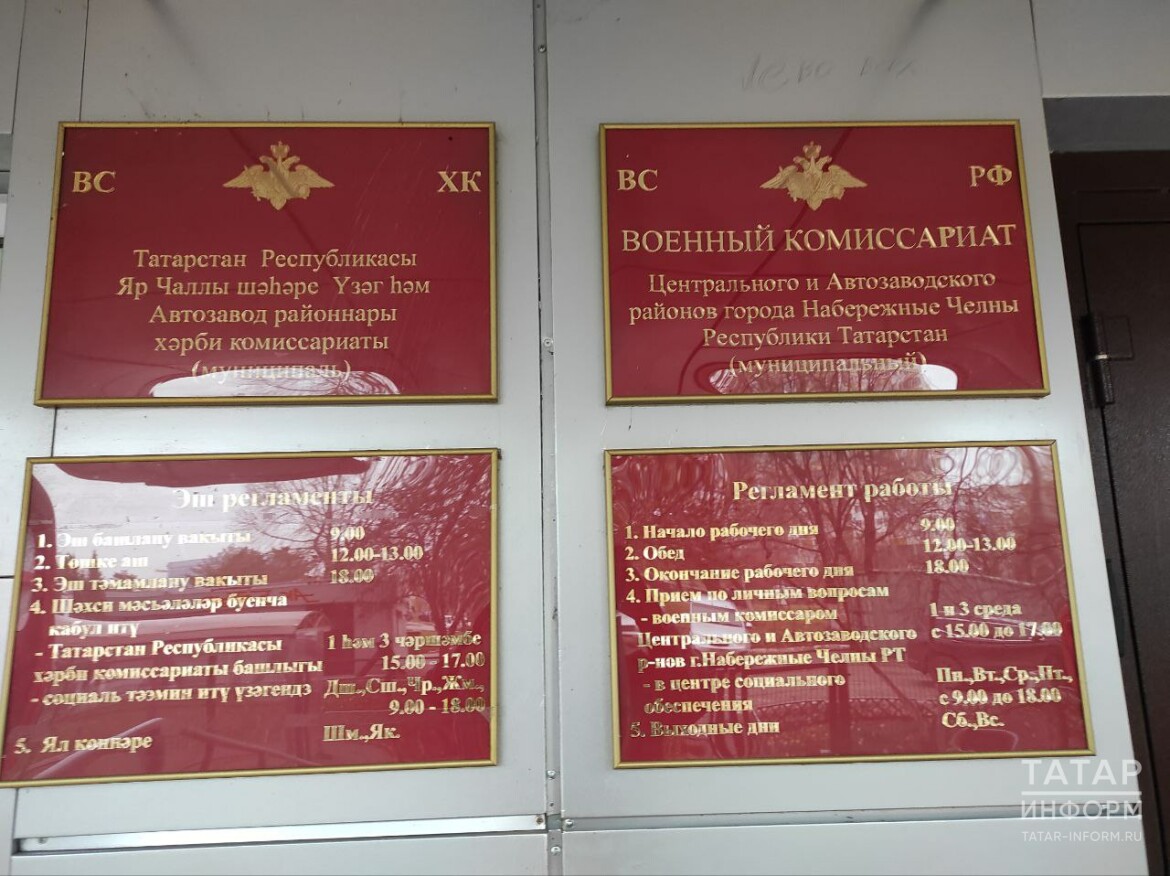 ВС ХК
Татарстан Республикасы
Яр Чаллы шәһәре Үзәг һәм
Автозавод районнары
хәрби комиссариаты
(муниципаль)
ВС РФ
ВОЕННЫЙ КОМИССАРИАТ
Центрального и Автозаводского
районов города Набережные Челны
Республики Татарстан
(муниципальный)
Эш регламенты
1. Эш башлану вакыты 9.00
2. Төшке аш 12.00-13.00
3. Эш тәмамлану вакыты 18.00
4. Шәхси мәсьәләләр буенча
кабул итү
- Татарстан Республикасы 1 һәм 3 чәршәмбе
хәрби комиссариаты башлыгы 15.00 - 17.00
- социаль тәэмин итү үзәгендә Дш.,Сш.,Чр.,Жм.,
9.00 - 18.00
5. Ял көннәре Шм.,Як.
Регламент работы
1. Начало рабочего дня 9.00
2. Обед 12.00-13.00
3. Окончание рабочего дня 18.00
4. Прием по личным вопросам
- военным комиссаром 1 и 3 среда
Центрального и Автозаводского с 15.00 до 17.00
р-нов г.Набережные Челны РТ
- в центре социального Пн.,Вт.,Ср.,Пт.,
обеспечения с 9.00 до 18.00
5. Выходные дни Сб.,Вс.
ТАТАР
ИНФОРМ
TATAR-INFORM.RU